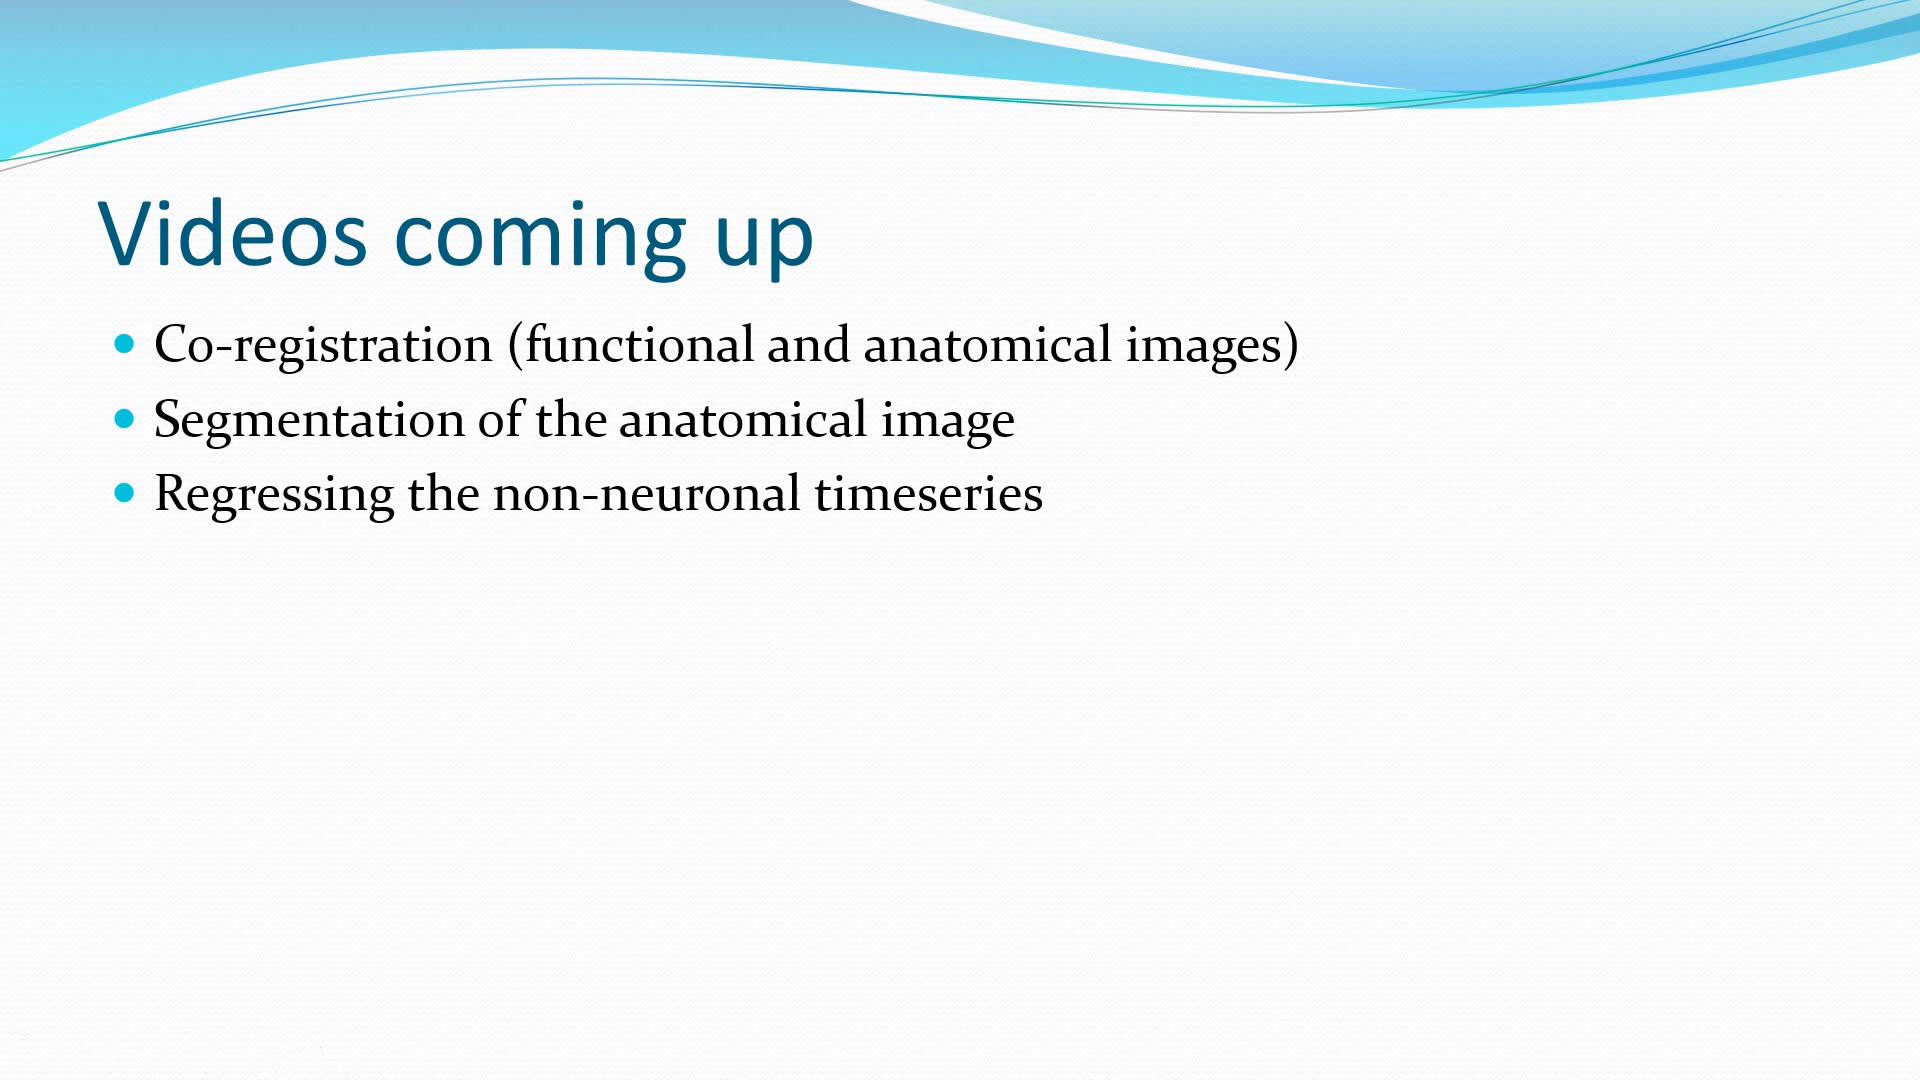 Videos coming up
Co-registration (functional and anatomical images)
Segmentation of the anatomical image
Regressing the non-neuronal timeseries